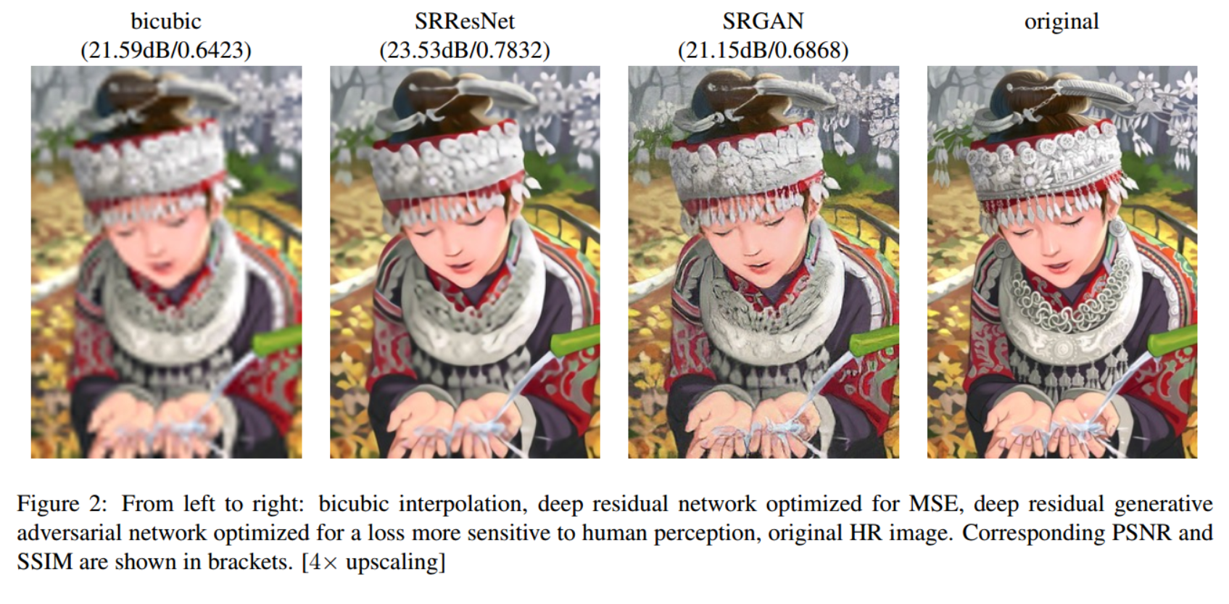 bicubic
(21.59dB/0.6423)
SRResNet
(23.53dB/0.7832)
SRGAN
(21.15dB/0.6868)
original
Figure 2: From left to right: bicubic interpolation, deep residual network optimized for MSE, deep residual generative
adversarial network optimized for a loss more sensitive to human perception, original HR image. Corresponding PSNR and
SSIM are shown in brackets. [4× upscaling]